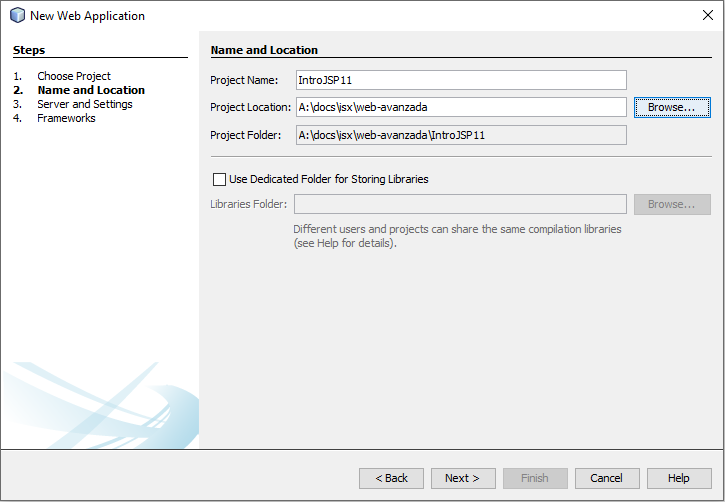 New Web Application
Steps
1. Choose Project
2. Name and Location
3. Server and Settings
4. Frameworks
Name and Location
Project Name: IntroJSP11
Project Location: A:\docs\isx\web-avanzada Browse...
Project Folder: A:\docs\isx\web-avanzada\IntroJSP11
Use Dedicated Folder for Storing Libraries
Libraries Folder: Browse...
Different users and projects can share the same compilation libraries
(see Help for details).
< Back Next > Finish Cancel Help